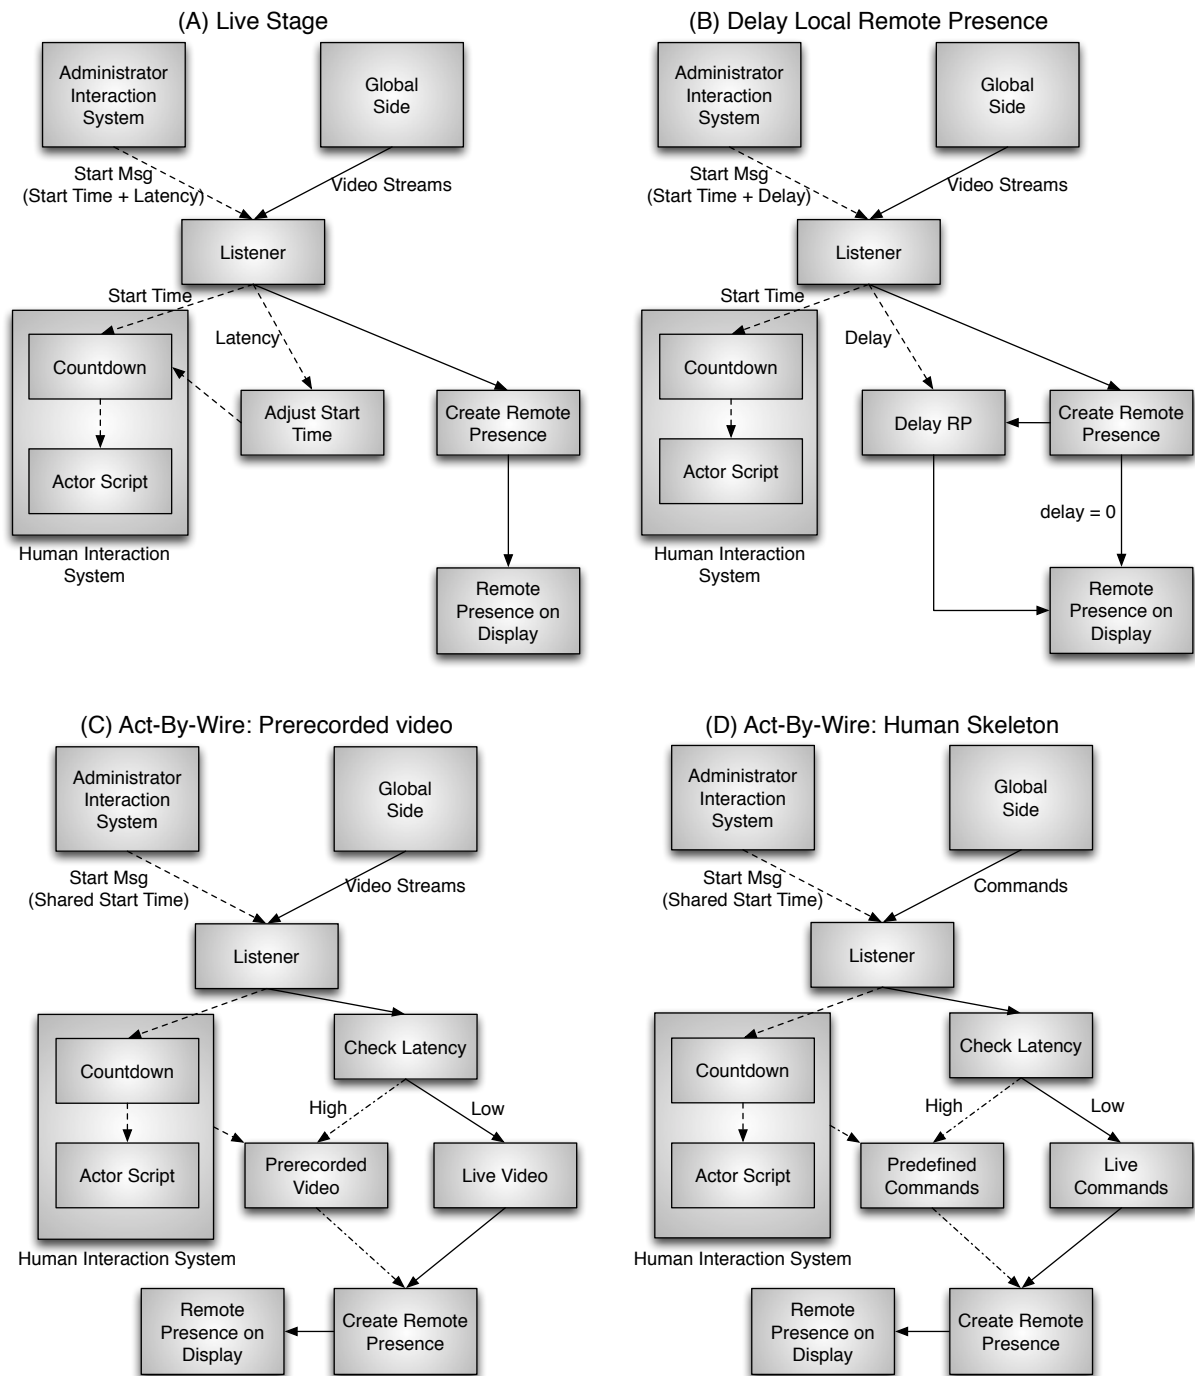 (A) Live Stage
Administrator
Interaction
System
Global
Side
Start Msg
(Start Time + Latency)
Video Streams
Listener
Start Time
Latency
Countdown
Actor Script
Human Interaction
System
Adjust Start
Time
Create Remote
Presence
Remote
Presence on
Display
(B) Delay Local Remote Presence
Administrator
Interaction
System
Global
Side
Start Msg
(Start Time + Delay)
Video Streams
Listener
Start Time
Delay
Countdown
Actor Script
Human Interaction
System
Delay RP
Create Remote
Presence
delay = 0
Remote
Presence on
Display
(C) Act-By-Wire: Prerecorded video
Administrator
Interaction
System
Global
Side
Start Msg
(Shared Start Time)
Video Streams
Listener
Countdown
Actor Script
Human Interaction System
Check Latency
High
Low
Prerecorded
Video
Live Video
Create Remote
Presence
Remote
Presence on
Display
(D) Act-By-Wire: Human Skeleton
Administrator
Interaction
System
Global
Side
Start Msg
(Shared Start Time)
Commands
Listener
Countdown
Actor Script
Human Interaction System
Check Latency
High
Low
Predefined
Commands
Live
Commands
Create Remote
Presence
Remote
Presence on
Display